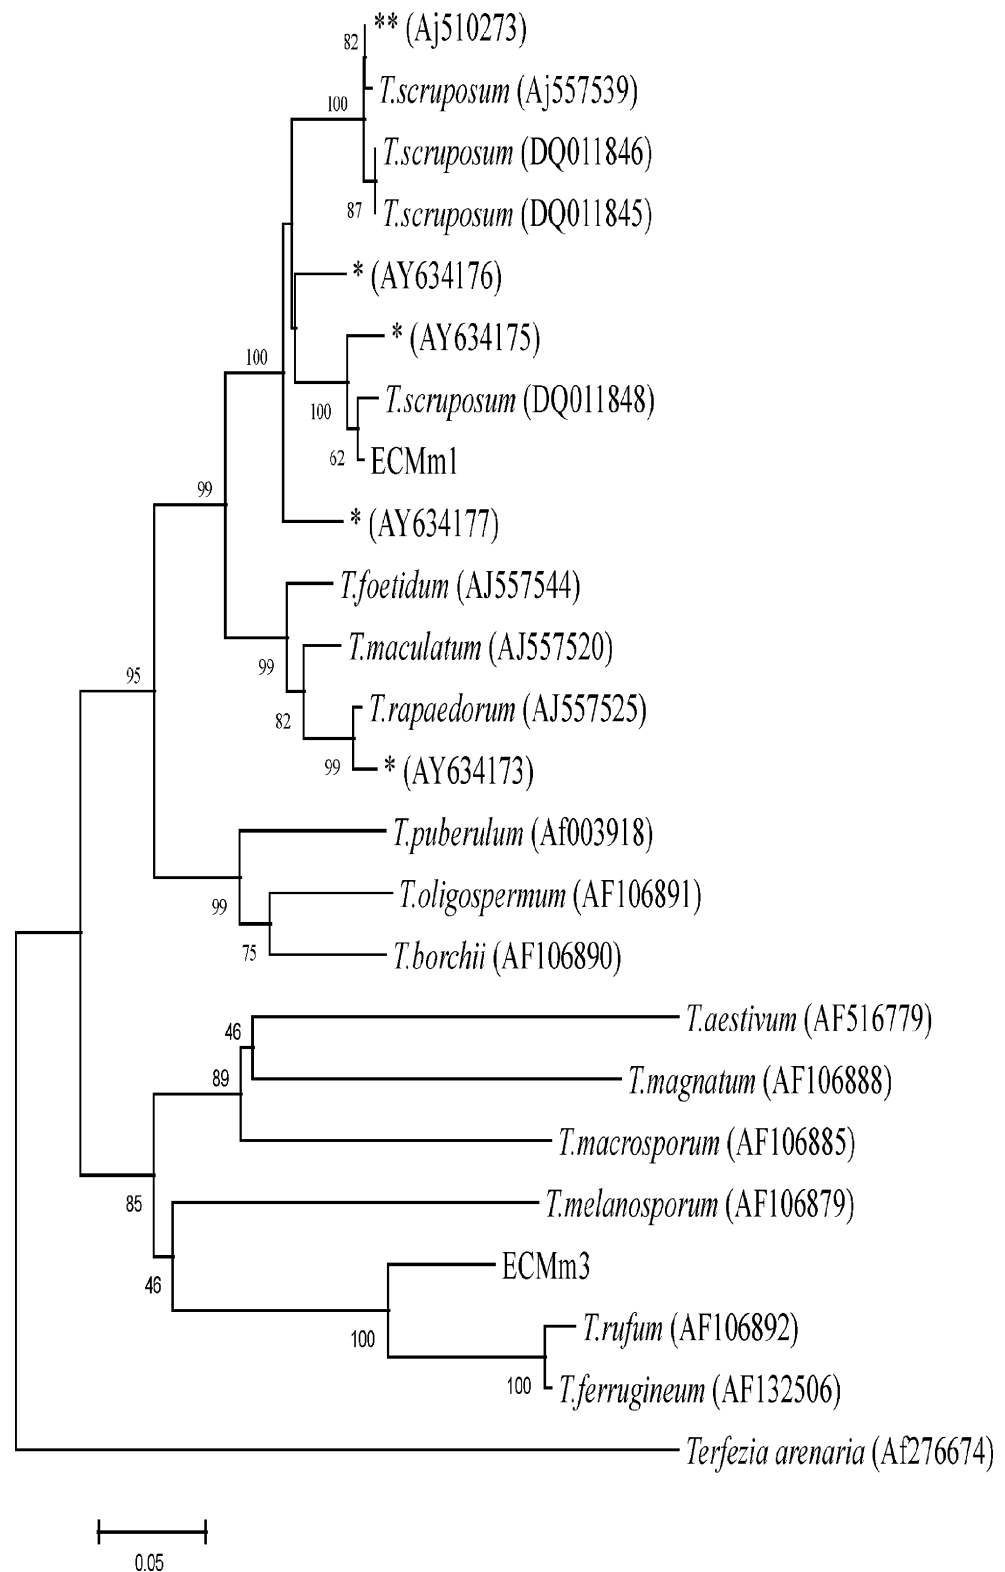 ** (Aj510273)
82
T.scruposum (Aj557539)
100
T.scruposum (DQ011846)
87
T.scruposum (DQ011845)
* (AY634176)
* (AY634175)
100
T.scruposum (DQ011848)
100
62
ECMm1
99
* (AY634177)
T.foetidum (AJ557544)
T.maculatum (AJ557520)
99
95
T.rapaedorum (AJ557525)
82
99
* (AY634173)
T.puberulum (Af003918)
T.oligospermum (AF106891)
99
75
T.borchii (AF106890)
T.aestivum (AF516779)
46
T.magnatum (AF106888)
89
T.macrosporum (AF106885)
85
T.melanosporum (AF106879)
ECMm3
46
T.rufum (AF106892)
100
100
T.ferrugineum (AF132506)
Terfezia arenaria (Af276674)
0.05